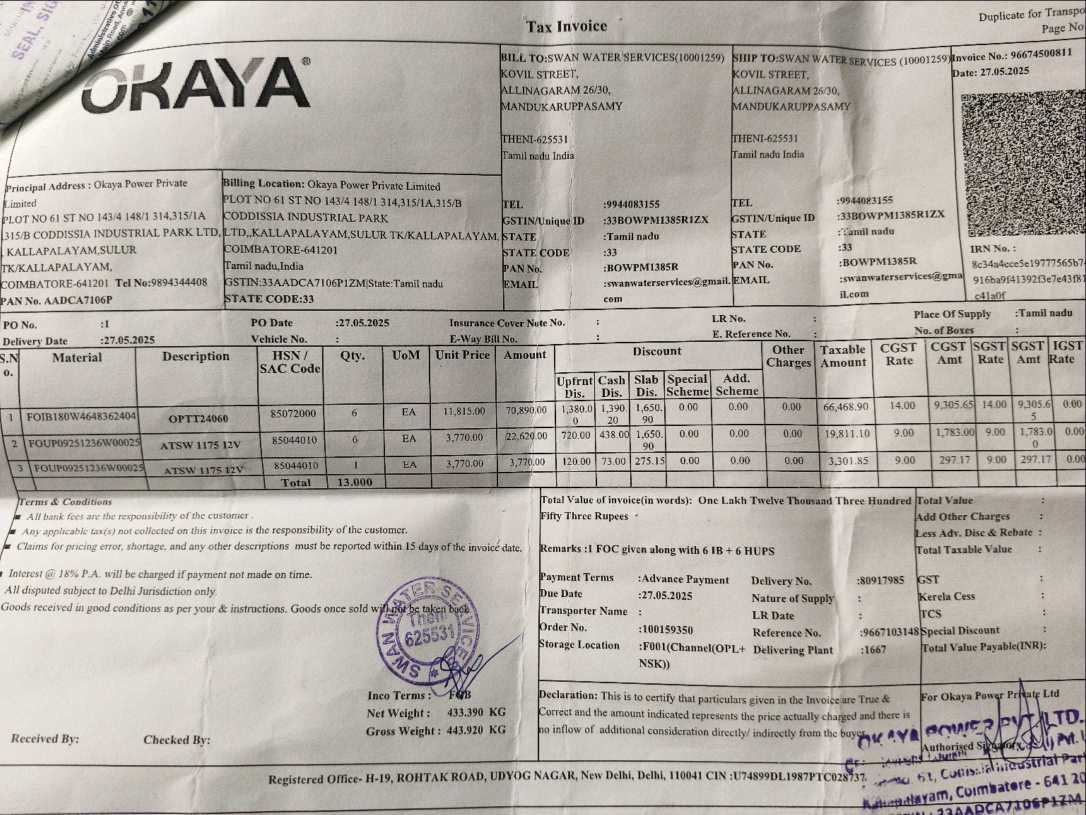 Tax Invoice
Duplicate for Transpo
Page No
SEAL, SIG
Administrative Of
OKAYA®
BILL TO:SWAN WATER SERVICES(10001259)
KOVIL STREET,
ALLINAGARAM 26/30,
MANDUKARUPPASAMY
THENI-625531
Tamil nadu India
TEL :9944083155
GSTIN/Unique ID :33BOWPM1385R1ZX
STATE :Tamil nadu
STATE CODE :33
PAN No. :BOWPM1385R
EMAIL :swanwaterservices@gmail.
com
SHIP TO:SWAN WATER SERVICES (10001259)
KOVIL STREET,
ALLINAGARAM 26/30,
MANDUKARUPPASAMY
THENI-625531
Tamil nadu India
TEL :9944083155
GSTIN/Unique ID :33BOWPM1385R1ZX
STATE :Tamil nadu
STATE CODE :33
PAN No. :BOWPM1385R
EMAIL :swanwaterservices@gma
il.com
Invoice No.: 96674500811
Date: 27.05.2025
IRN No. :
8c34a4cce5e19777565b7
916ba9f41392f3e7e43f81
c41a0f
Principal Address : Okaya Power Private
Limited
PLOT NO 61 ST NO 143/4 148/1 314,315/1A
,315/B CODDISSIA INDUSTRIAL PARK LTD,
, KALLAPALAYAM,SULUR
TK/KALLAPALAYAM,
COIMBATORE-641201 Tel No:9894344408
PAN No. AADCA7106P
Billing Location: Okaya Power Private Limited
PLOT NO 61 ST NO 143/4 148/1 314,315/1A,315/B
CODDISSIA INDUSTRIAL PARK
LTD,,KALLAPALAYAM,SULUR TK/KALLAPALAYAM,
COIMBATORE-641201
Tamil nadu,India
GSTIN:33AADCA7106P1ZM|State:Tamil nadu
STATE CODE:33
PO No. :1 PO Date :27.05.2025 Insurance Cover Note No. : LR No. : Place Of Supply :Tamil nadu
Delivery Date :27.05.2025 Vehicle No. : E-Way Bill No. : E. Reference No. : No. of Boxes :
S.N o. Material Description HSN / SAC Code Qty. UoM Unit Price Amount Discount Other Charges Taxable Amount CGST Rate CGST Amt SGST Rate SGST Amt IGST Rate
Upfrnt Dis. Cash Dis. Slab Dis. Special Scheme Add. Scheme
1 FOIB180W4648362404 OPTT24060 85072000 6 EA 11,815.00 70,890.00 1,380.00 1,390.20 1,650.90 0.00 0.00 0.00 66,468.90 14.00 9,305.65 14.00 9,305.65 0.00
2 FOUP09251236W00025 ATSW 1175 12V 85044010 6 EA 3,770.00 22,620.00 720.00 438.00 1,650.90 0.00 0.00 0.00 19,811.10 9.00 1,783.00 9.00 1,783.00 0.00
3 FOUP09251236W00025 ATSW 1175 12V 85044010 1 EA 3,770.00 3,770.00 120.00 73.00 275.15 0.00 0.00 0.00 3,301.85 9.00 297.17 9.00 297.17 0.00
Total 13.000
Terms & Conditions
All bank fees are the responsibility of the customer .
Any applicable tax(s) not collected on this invoice is the responsibility of the customer.
Claims for pricing error, shortage, and any other descriptions must be reported within 15 days of the invoice date.
Interest @ 18% P.A. will be charged if payment not made on time.
All disputed subject to Delhi Jurisdiction only.
Goods received in good conditions as per your & instructions. Goods once sold will not be taken back
SWAN WATER SERVICE
Theni
625531
Inco Terms : FOB
Net Weight : 433.390 KG
Gross Weight : 443.920 KG
Received By: Checked By:
Total Value of invoice(in words): One Lakh Twelve Thousand Three Hundred
Fifty Three Rupees
Remarks :1 FOC given along with 6 IB + 6 HUPS
Payment Terms :Advance Payment Delivery No. :80917985
Due Date :27.05.2025 Nature of Supply :
Transporter Name : LR Date :
Order No. :100159350 Reference No. :9667103148
Storage Location :F001(Channel(OPL+ Delivering Plant :1667
NSK))
Total Value :
Add Other Charges :
Less Adv. Disc & Rebate :
Total Taxable Value :
GST :
Kerela Cess :
TCS :
Special Discount :
Total Value Payable(INR):
Declaration: This is to certify that particulars given in the Invoice are True &
Correct and the amount indicated represents the price actually charged and there is
no inflow of additional consideration directly/ indirectly from the buyer
For Okaya Power Private Ltd
Authorised Signatory
OKAYA POWER PVT. LTD.
61, Industrial Par
Coimbatore - 641 20
33AADCA7106P1ZM
Registered Office- H-19, ROHTAK ROAD, UDYOG NAGAR, New Delhi, Delhi, 110041 CIN :U74899DL1987PTC028737